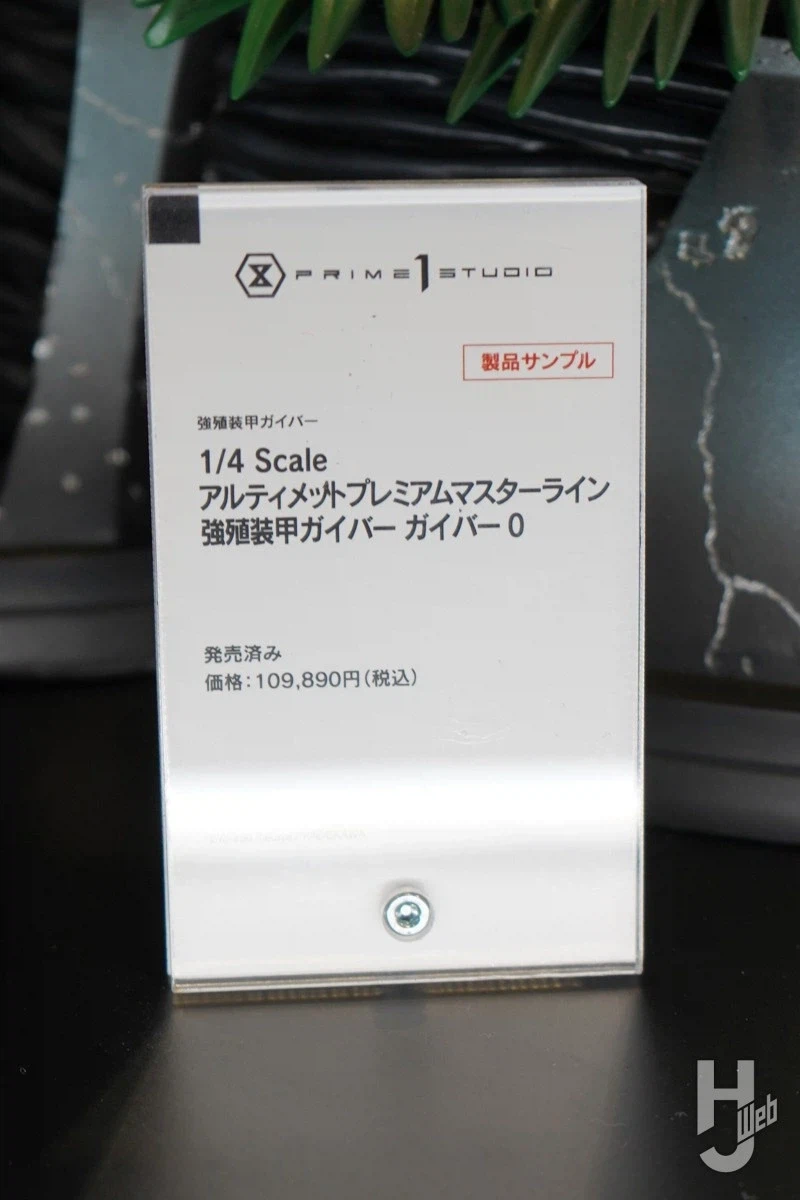 PRIME 1 STUDIO
製品サンプル
強殖装甲ガイバー
1/4 Scale
アルティメットプレミアムマスターライン
強殖装甲ガイバー ガイバー0
発売済み
価格：109,890円（税込）
HJ Web